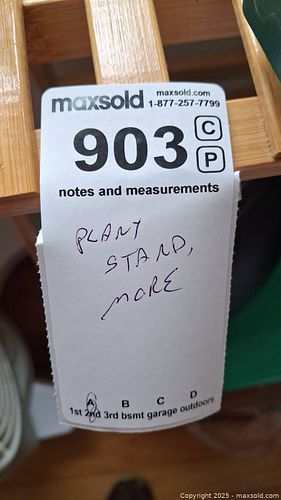 maxsold
maxsold.com
1-877-257-7799
903
C
P
notes and measurements
PLANT
STAND,
MORE
A B C D
1st 2nd 3rd bsmt garage outdoors
Copyright 2025 - maxsold.com